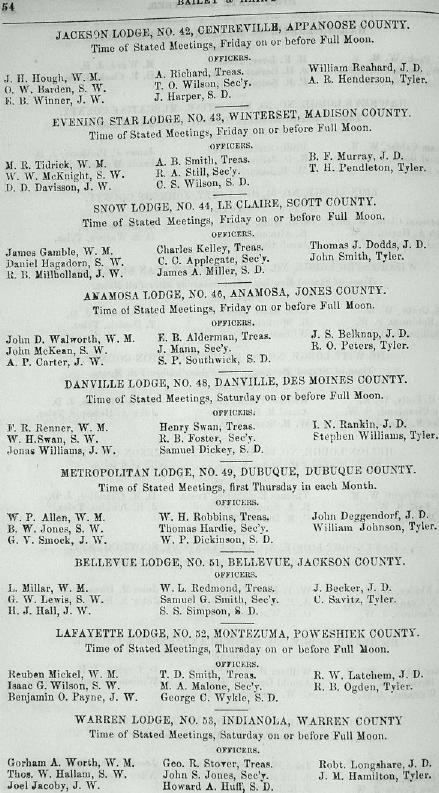 54
BAILEY &
JACKSON LODGE, NO. 42, CENTREVILLE, APPANOOSE COUNTY.
Time of Stated Meetings, Friday on or before Full Moon.
OFFICERS.
J. H. Hough, W. M. A. Richard, Treas. William Reahard, J. D.
O. W. Barden, S. W. T. O. Wilson, Sec'y. A. R. Henderson, Tyler.
E. B. Winner, J. W. J. Harper, S. D.
EVENING STAR LODGE, NO. 43, WINTERSET, MADISON COUNTY.
Time of Stated Meetings, Friday on or before Full Moon.
OFFICERS.
M. R. Tidrick, W. M. A. B. Smith, Treas. B. F. Murray, J. D.
W. W. McKnight, S. W. R. A. Still, Sec'y. T. H. Pendleton, Tyler.
D. D. Davisson, J. W. C. S. Wilson, S. D.
SNOW LODGE, NO. 44, LE CLAIRE, SCOTT COUNTY.
Time of Stated Meetings, Friday on or before Full Moon.
OFFICERS.
James Gamble, W. M. Charles Kelley, Treas. Thomas J. Dodds, J. D.
Daniel Hagadorn, S. W. C. C. Applegate, Sec'y. John Smith, Tyler.
R. B. Millholland, J. W. James A. Miller, S. D.
ANAMOSA LODGE, NO. 46, ANAMOSA, JONES COUNTY.
Time of Stated Meetings, Friday on or before Full Moon.
OFFICERS.
John D. Walworth, W. M. E. B. Alderman, Treas. J. S. Belknap, J. D.
John McKean, S. W. J. Mann, Sec'y. R. O. Peters, Tyler.
A. P. Carter, J. W. S. P. Southwick, S. D.
DANVILLE LODGE, NO. 48, DANVILLE, DES MOINES COUNTY.
Time of Stated Meetings, Saturday on or before Full Moon.
OFFICERS.
F. R. Renner, W. M. Henry Swan, Treas. I. N. Rankin, J. D.
W. H. Swan, S. W. R. B. Foster, Sec'y. Stephen Williams, Tyler.
Jonas Williams, J. W. Samuel Dickey, S. D.
METROPOLITAN LODGE, NO. 49, DUBUQUE, DUBUQUE COUNTY.
Time of Stated Meetings, first Thursday in each Month.
OFFICERS.
W. P. Allen, W. M. W. H. Robbins, Treas. John Deggendorf, J. D.
B. W. Jones, S. W. Thomas Hardie, Sec'y. William Johnson, Tyler.
G. V. Smock, J. W. W. P. Dickinson, S. D.
BELLEVUE LODGE, NO. 51, BELLEVUE, JACKSON COUNTY.
OFFICERS.
L. Millar, W. M. W. L. Redmond, Treas. J. Becker, J. D.
G. W. Lewis, S. W. Samuel G. Smith, Sec'y. C. Savitz, Tyler.
H. J. Hall, J. W. S. S. Simpson, S. D.
LAFAYETTE LODGE, NO. 52, MONTEZUMA, POWESHIEK COUNTY.
Time of Stated Meetings, Thursday on or before Full Moon.
OFFICERS.
Reuben Mickel, W. M. T. D. Smith, Treas. R. W. Latchem, J. D.
Isaac G. Wilson, S. W. M. A. Malone, Sec'y. R. B. Ogden, Tyler.
Benjamin O. Payne, J. W. George C. Wykle, S. D.
WARREN LODGE, NO. 53, INDIANOLA, WARREN COUNTY
Time of Stated Meetings, Saturday on or before Full Moon.
OFFICERS.
Gorham A. Worth, W. M. Geo. R. Stover, Treas. Robt. Longshare, J. D.
Thos. W. Hallam, S. W. John S. Jones, Sec'y. J. M. Hamilton, Tyler.
Joel Jacoby, J. W. Howard A. Huff, S. D.